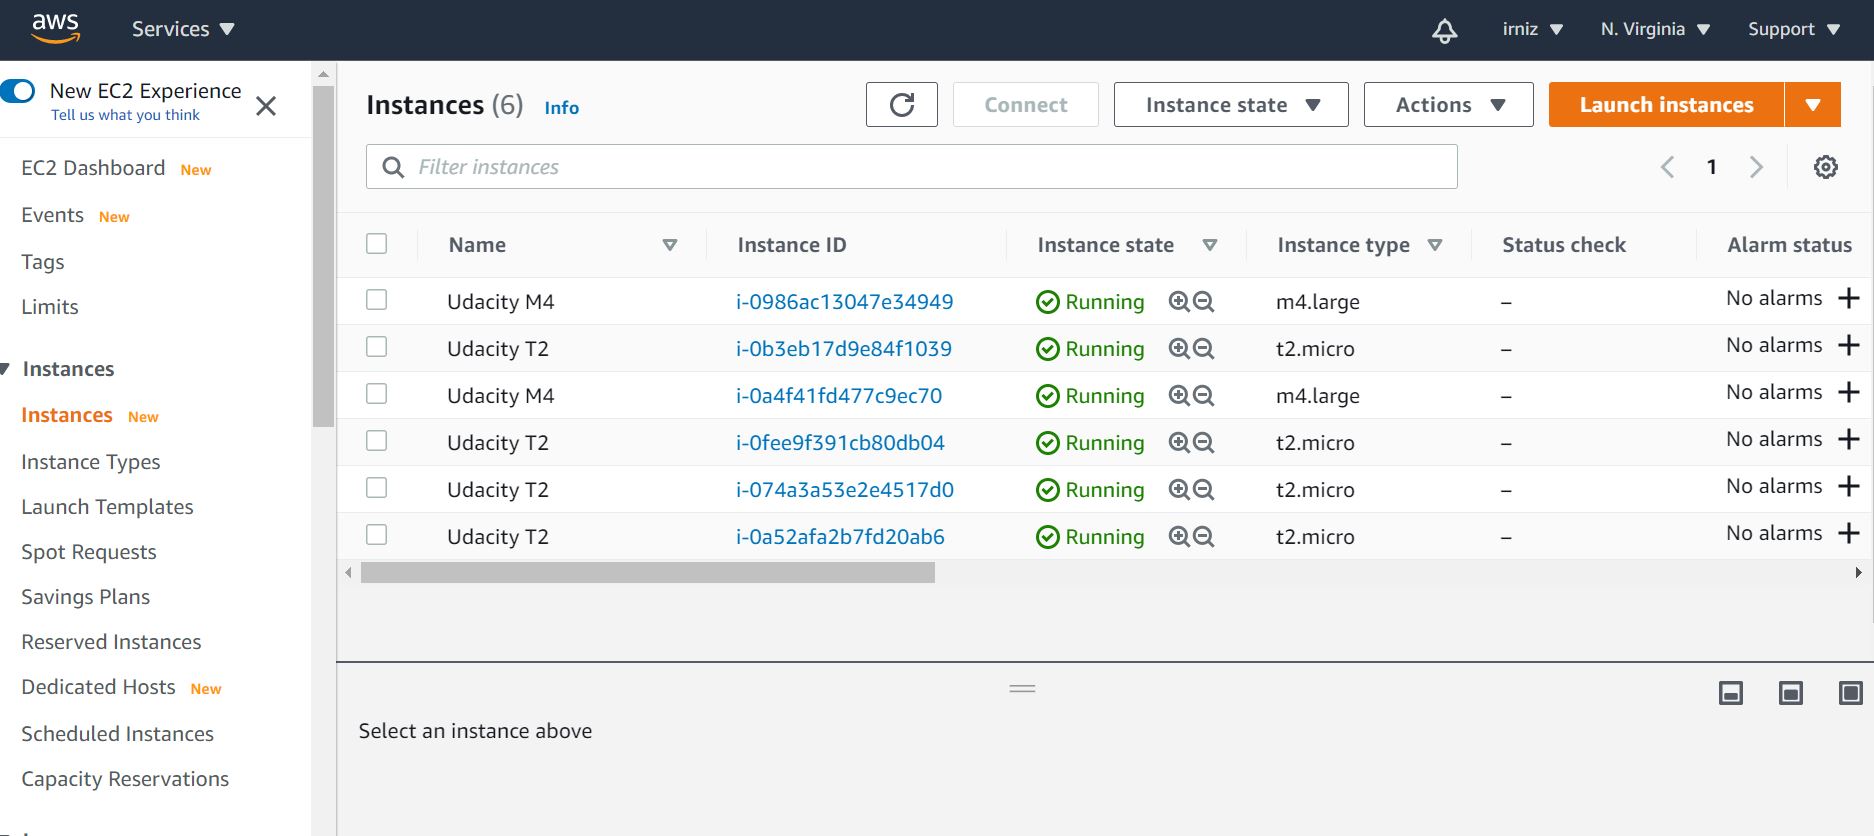 aws Services irniz N. Virginia Support
New EC2 Experience
Tell us what you think
EC2 Dashboard New
Events New
Tags
Limits
Instances
Instances New
Instance Types
Launch Templates
Spot Requests
Savings Plans
Reserved Instances
Dedicated Hosts New
Scheduled Instances
Capacity Reservations
Instances (6) Info Connect Instance state Actions Launch instances
Filter instances 1
Name Instance ID Instance state Instance type Status check Alarm status
Udacity M4 i-0986ac13047e34949 Running m4.large – No alarms
Udacity T2 i-0b3eb17d9e84f1039 Running t2.micro – No alarms
Udacity M4 i-0a4f41fd477c9ec70 Running m4.large – No alarms
Udacity T2 i-0fee9f391cb80db04 Running t2.micro – No alarms
Udacity T2 i-074a3a53e2e4517d0 Running t2.micro – No alarms
Udacity T2 i-0a52afa2b7fd20ab6 Running t2.micro – No alarms
Select an instance above